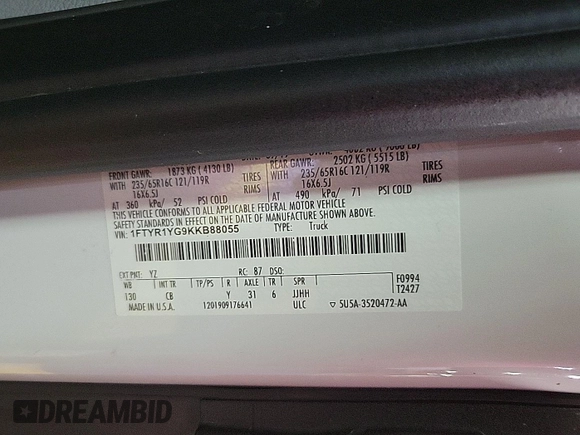 FRONT GAWR: 1873 KG ( 4130 LB)
WITH 235/65R16C 121/119R TIRES
16X6.5J RIMS
AT 360 kPa/ 52 PSI COLD
REAR GAWR: 2502 KG ( 5515 LB)
WITH 235/65R16C 121/119R TIRES
16X6.5J RIMS
AT 490 kPa/ 71 PSI COLD
THIS VEHICLE CONFORMS TO ALL APPLICABLE FEDERAL MOTOR VEHICLE
SAFETY STANDARDS IN EFFECT ON THE DATE OF MANUFACTURE SHOWN ABOVE.
VIN: 1FTYR1YG9KKB88055 TYPE: Truck
EXT PNT: YZ RC: 87 DSO:
WB INT TR TP/PS R AXLE TR SPR
130 CB Y 31 6 JJHH
F0994
T2427
MADE IN U.S.A. 1201909176641 ULC ▽ 5U5A-3520472-AA
DREAMBID